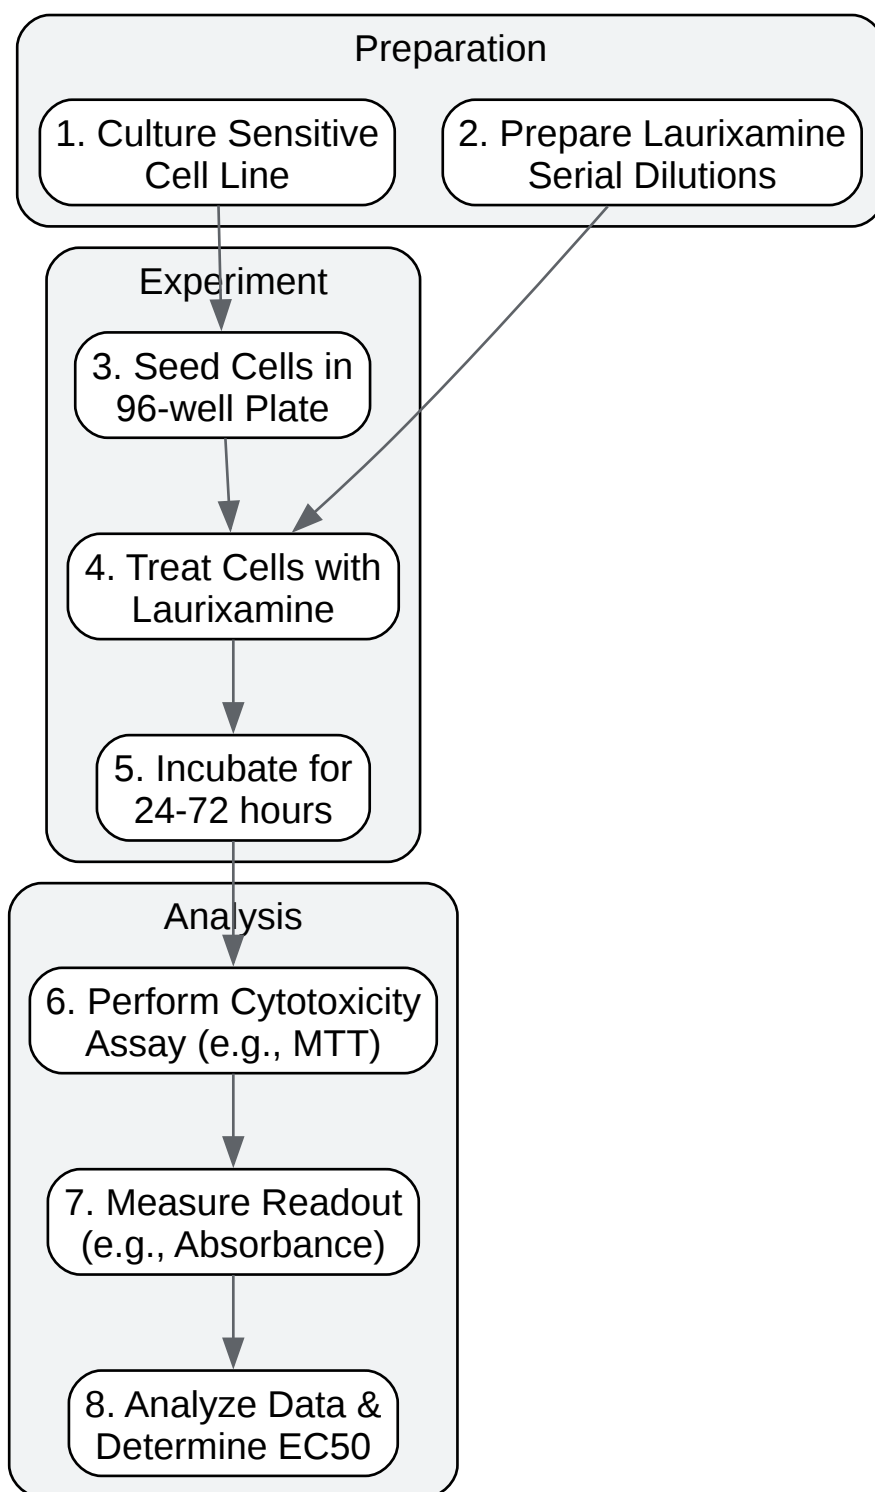 Preparation
1. Culture Sensitive
Cell Line
2. Prepare Laurixamine
Serial Dilutions
Experiment
3. Seed Cells in
96-well Plate
4. Treat Cells with
Laurixamine
5. Incubate for
24-72 hours
Analysis
6. Perform Cytotoxicity
Assay (e.g., MTT)
7. Measure Readout
(e.g., Absorbance)
8. Analyze Data &
Determine EC50